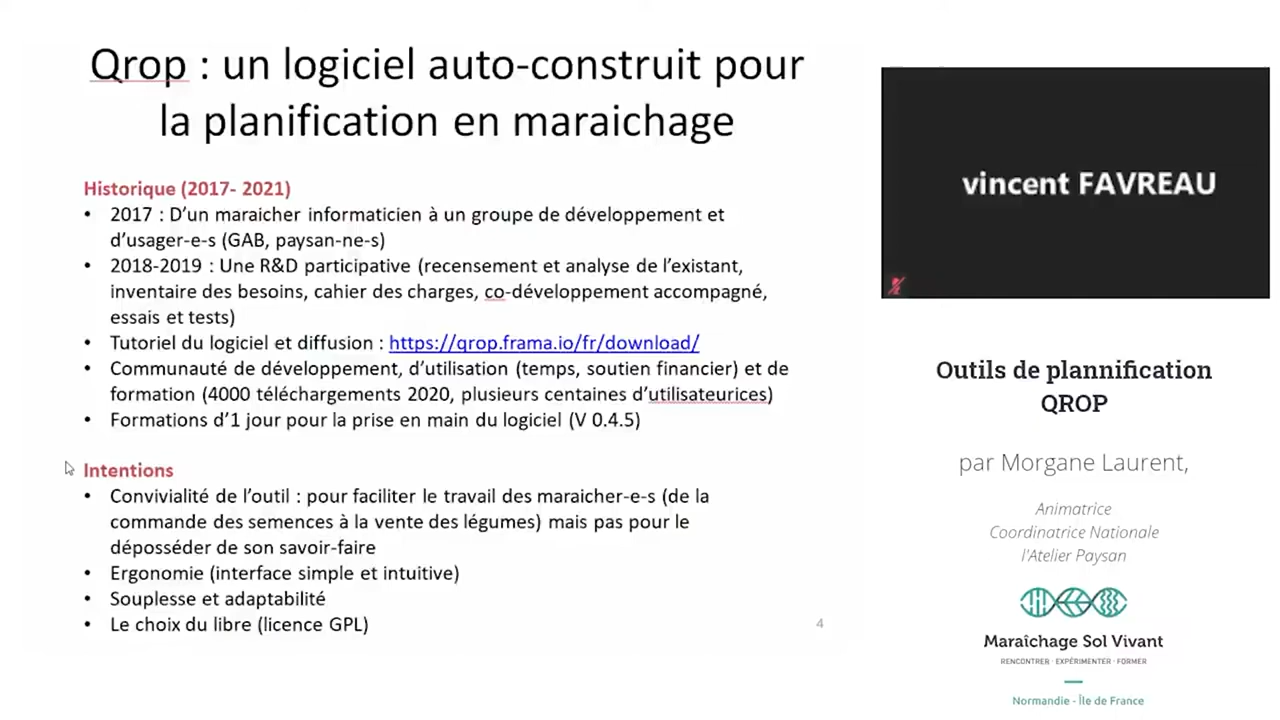 Qrop : un logiciel auto-construit pour
la planification en maraichage
Historique (2017- 2021)
• 2017 : D’un maraicher informaticien à un groupe de développement et
d’usager-e-s (GAB, paysan-ne-s)
• 2018-2019 : Une R&D participative (recensement et analyse de l’existant,
inventaire des besoins, cahier des charges, co-développement accompagné,
essais et tests)
• Tutoriel du logiciel et diffusion : https://qrop.frama.io/fr/download/
• Communauté de développement, d’utilisation (temps, soutien financier) et de
formation (4000 téléchargements 2020, plusieurs centaines d’utilisateurices)
• Formations d’1 jour pour la prise en main du logiciel (V 0.4.5)
Intentions
• Convivialité de l’outil : pour faciliter le travail des maraicher-e-s (de la
commande des semences à la vente des légumes) mais pas pour le
déposséder de son savoir-faire
• Ergonomie (interface simple et intuitive)
• Souplesse et adaptabilité
• Le choix du libre (licence GPL)
4
vincent FAVREAU
Outils de plannification
QROP
par Morgane Laurent,
Animatrice
Coordinatrice Nationale
l'Atelier Paysan
Maraîchage Sol Vivant
RENCONTRER · EXPÉRIMENTER · FORMER
Normandie - Île de France